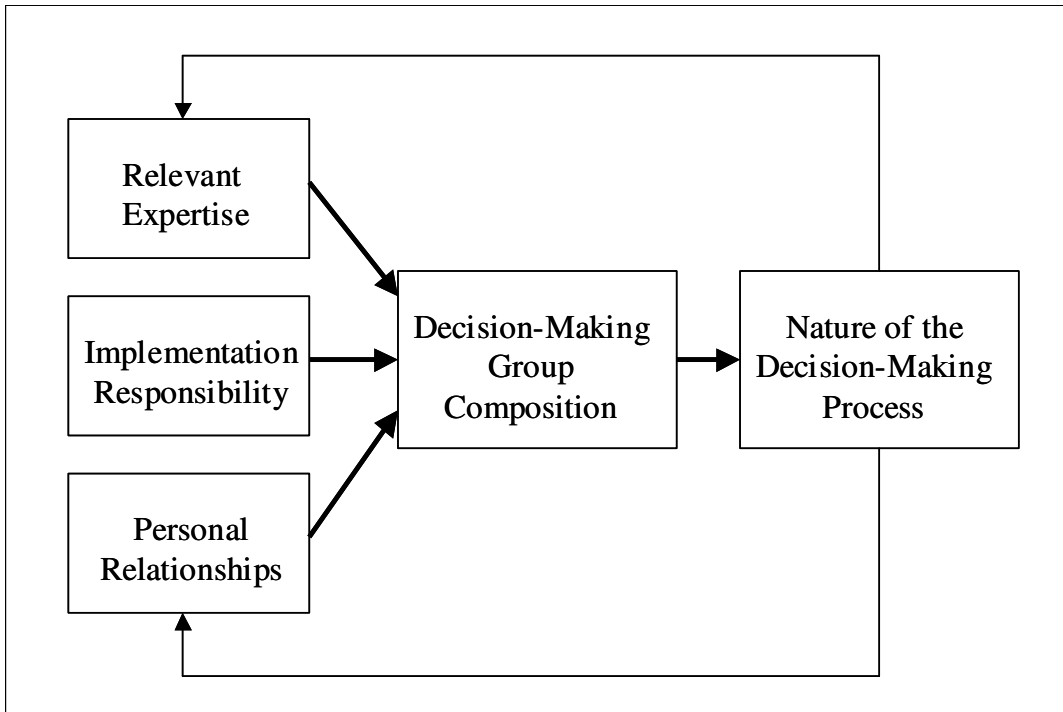 Relevant
Expertise
Implementation
Responsibility
Personal
Relationships
Decision-Making
Group
Composition
Nature of the
Decision-Making
Process